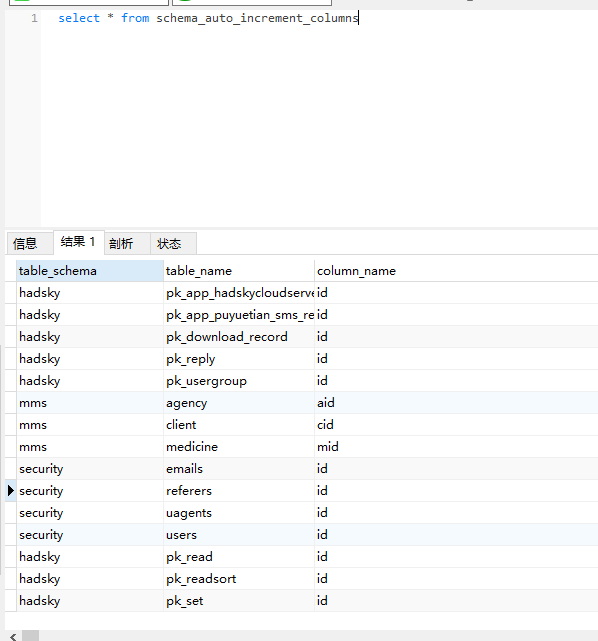 1 select * from schema_auto_increment_columns
信息 结果 1 剖析 状态
table_schema table_name column_name
hadsky pk_app_hadskycloudserve id
hadsky pk_app_puyuetian_sms_re id
hadsky pk_download_record id
hadsky pk_reply id
hadsky pk_usergroup id
mms agency aid
mms client cid
mms medicine mid
security emails id
security referers id
security uagents id
security users id
hadsky pk_read id
hadsky pk_readsort id
hadsky pk_set id